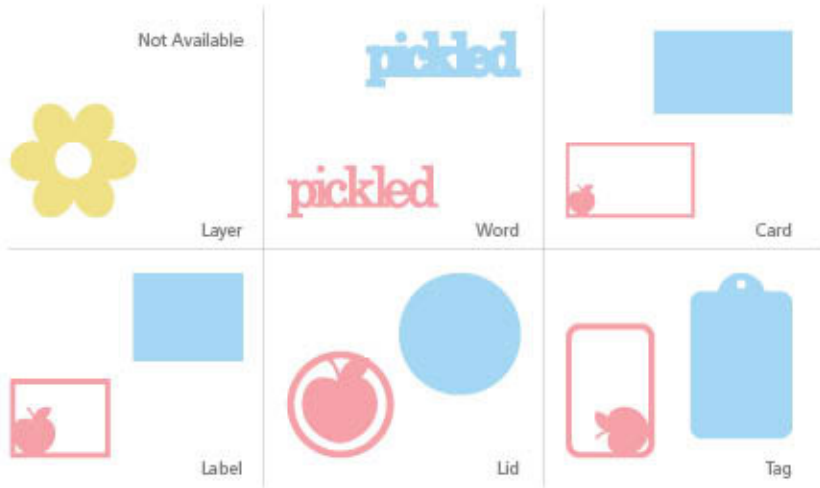 Not Available
Layer
pickled
pickled
Word
Card
Label
Lid
Tag